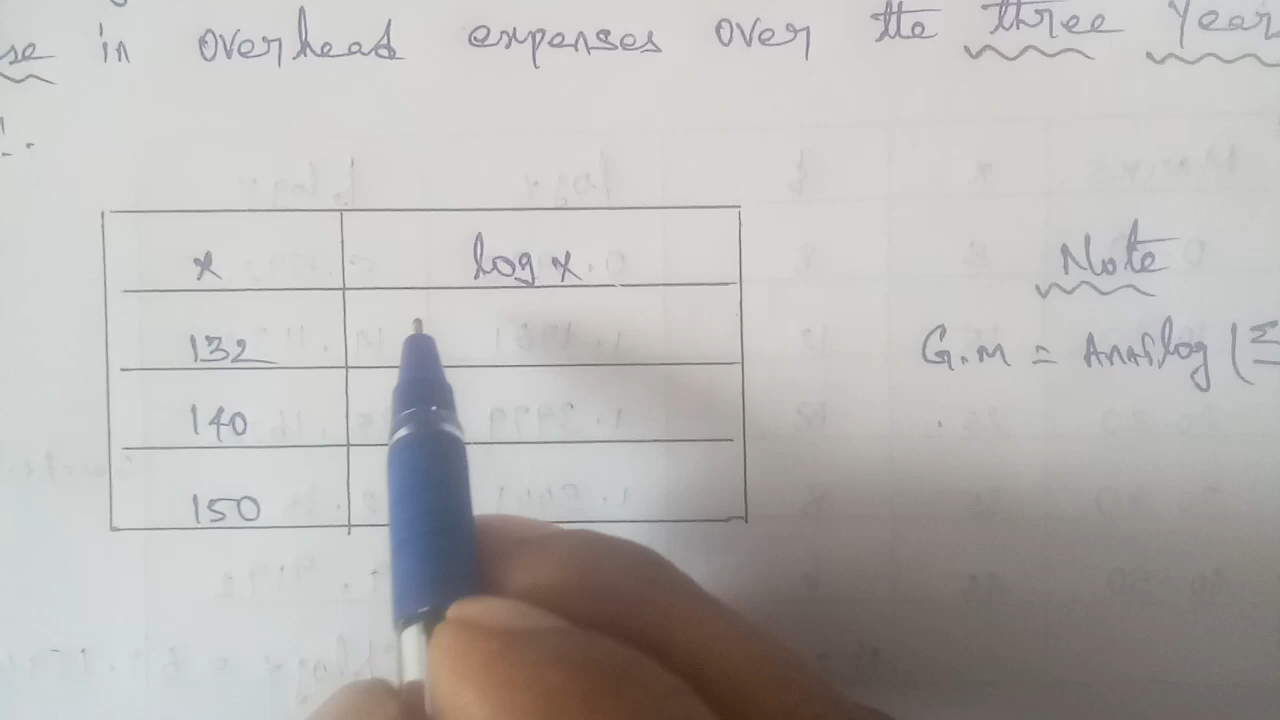 se in overhead expenses over the three year
x log x
132
140
150
Note
G.M = Antilog (Σ